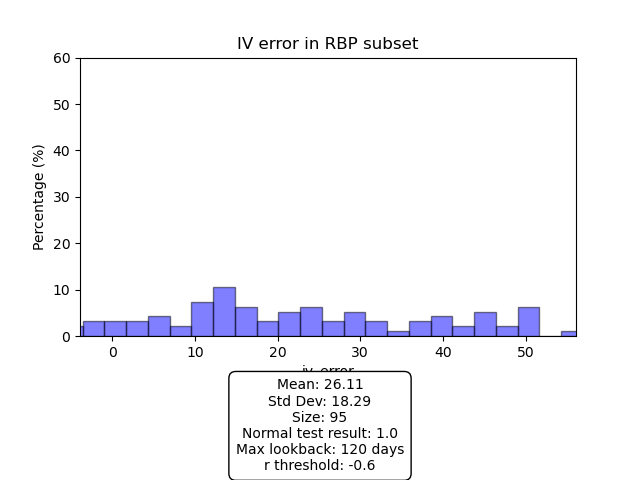 IV error in RBP subset
60
50
40
30
20
10
0
Percentage (%)
0 10 20 30 40 50
iv_error
Mean: 26.11
Std Dev: 18.29
Size: 95
Normal test result: 1.0
Max lookback: 120 days
r threshold: -0.6